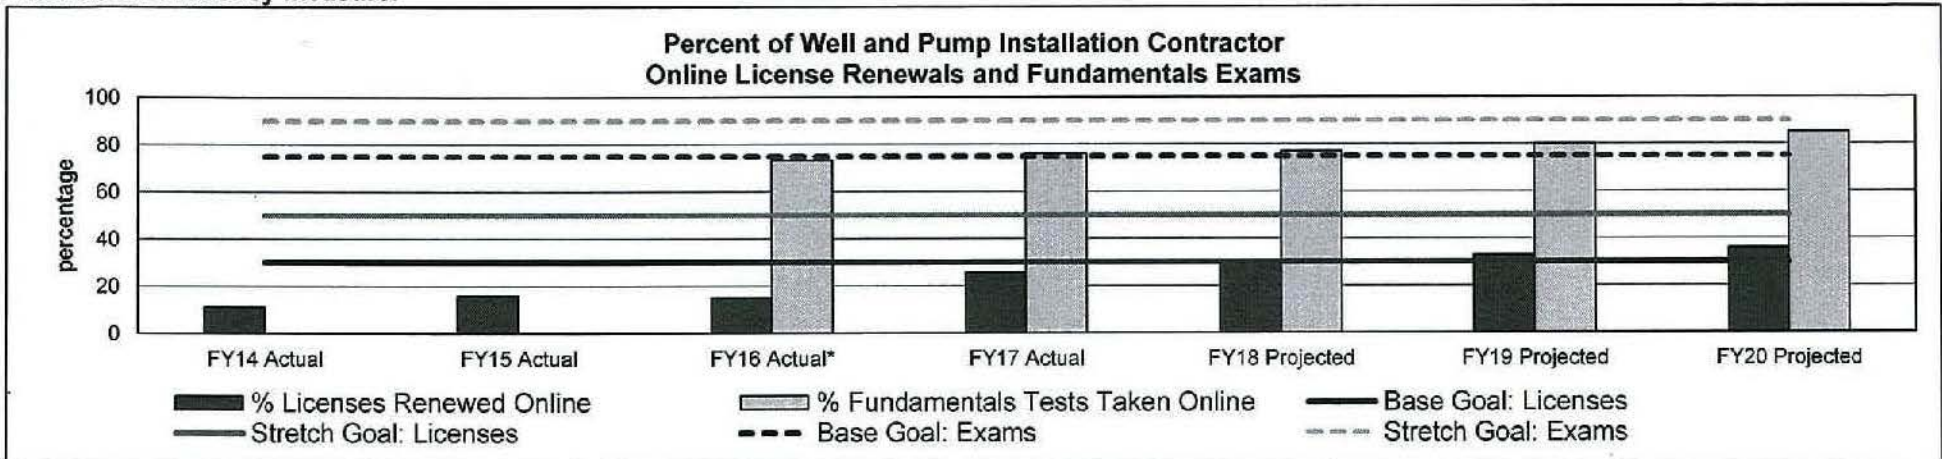 Percent of Well and Pump Installation Contractor
Online License Renewals and Fundamentals Exams
percentage
100
80
60
40
20
0
FY14 Actual FY15 Actual FY16 Actual* FY17 Actual FY18 Projected FY19 Projected FY20 Projected
% Licenses Renewed Online % Fundamentals Tests Taken Online Base Goal: Licenses
Stretch Goal: Licenses Base Goal: Exams Stretch Goal: Exams